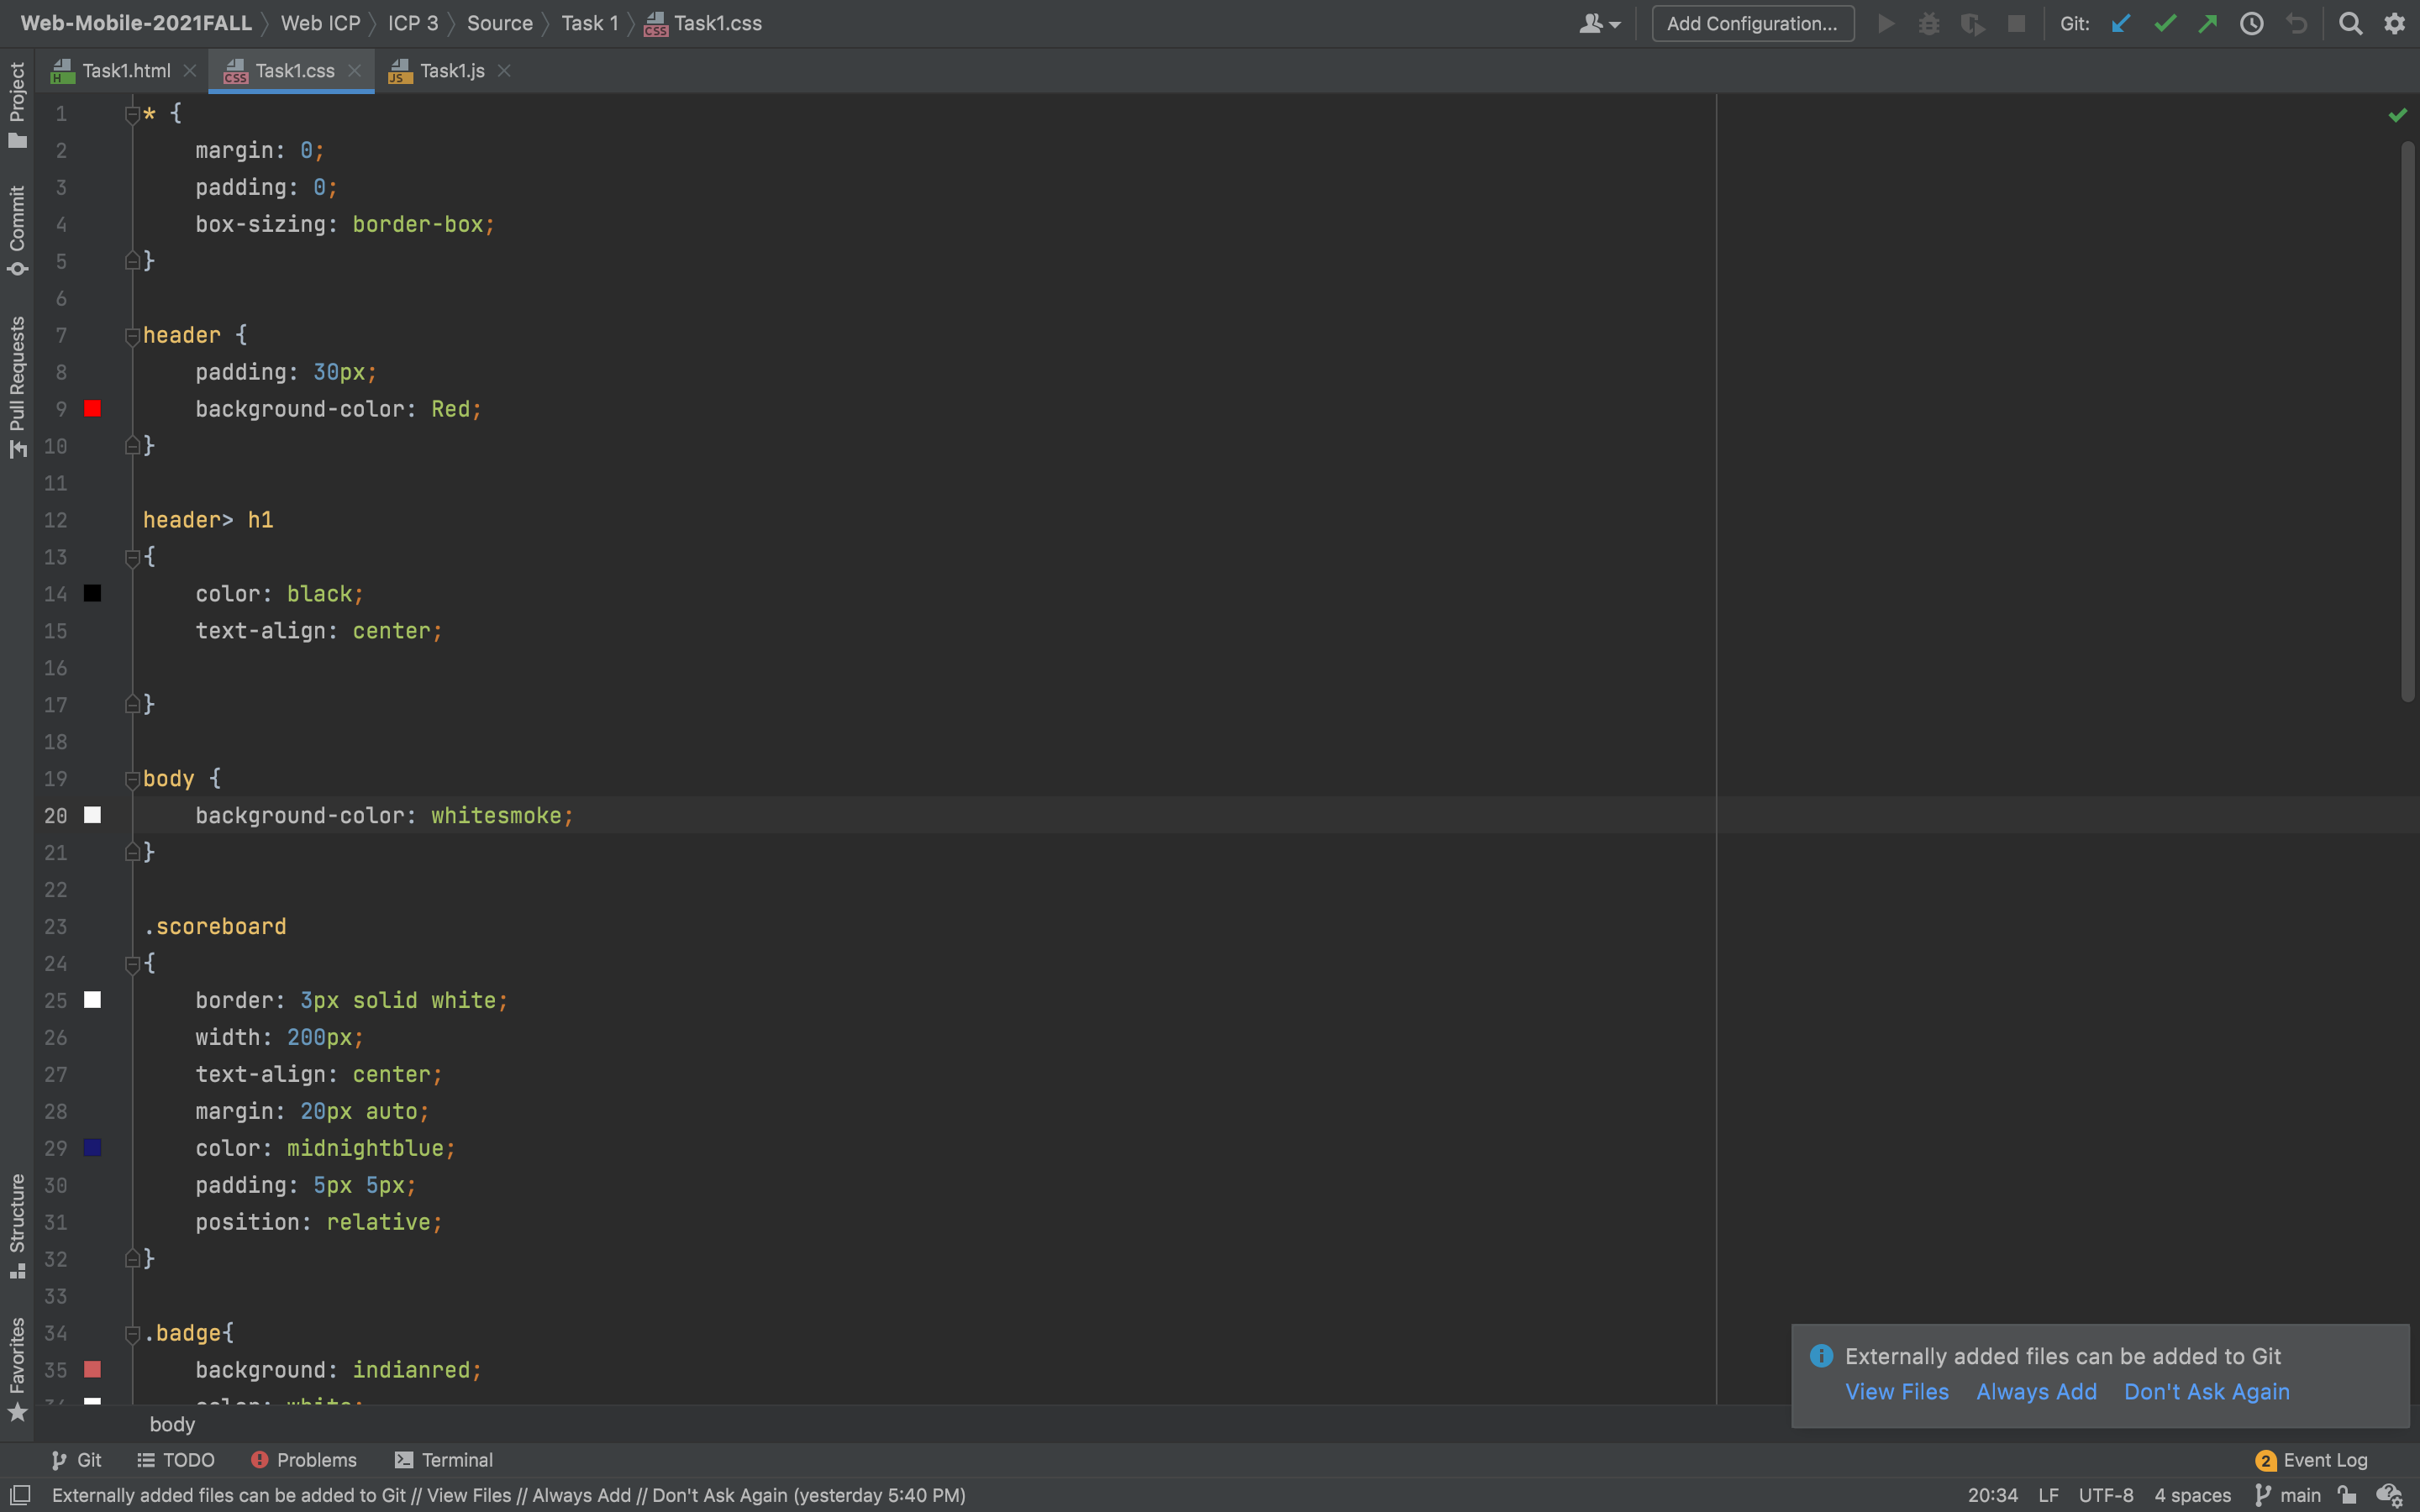 Web-Mobile-2021FALL Web ICP ICP 3 Source Task 1 Task1.css
Add Configuration... Git:
Task1.html Task1.css Task1.js
Project
Commit
Pull Requests
Structure
Favorites
1 * {
2 margin: 0;
3 padding: 0;
4 box-sizing: border-box;
5 }
6
7 header {
8 padding: 30px;
9 background-color: Red;
10 }
11
12 header> h1
13 {
14 color: black;
15 text-align: center;
16
17 }
18
19 body {
20 background-color: whitesmoke;
21 }
22
23 .scoreboard
24 {
25 border: 3px solid white;
26 width: 200px;
27 text-align: center;
28 margin: 20px auto;
29 color: midnightblue;
30 padding: 5px 5px;
31 position: relative;
32 }
33
34 .badge{
35 background: indianred;
body
Externally added files can be added to Git
View Files Always Add Don't Ask Again
Git TODO Problems Terminal 2 Event Log
Externally added files can be added to Git // View Files // Always Add // Don't Ask Again (yesterday 5:40 PM) 20:34 LF UTF-8 4 spaces main